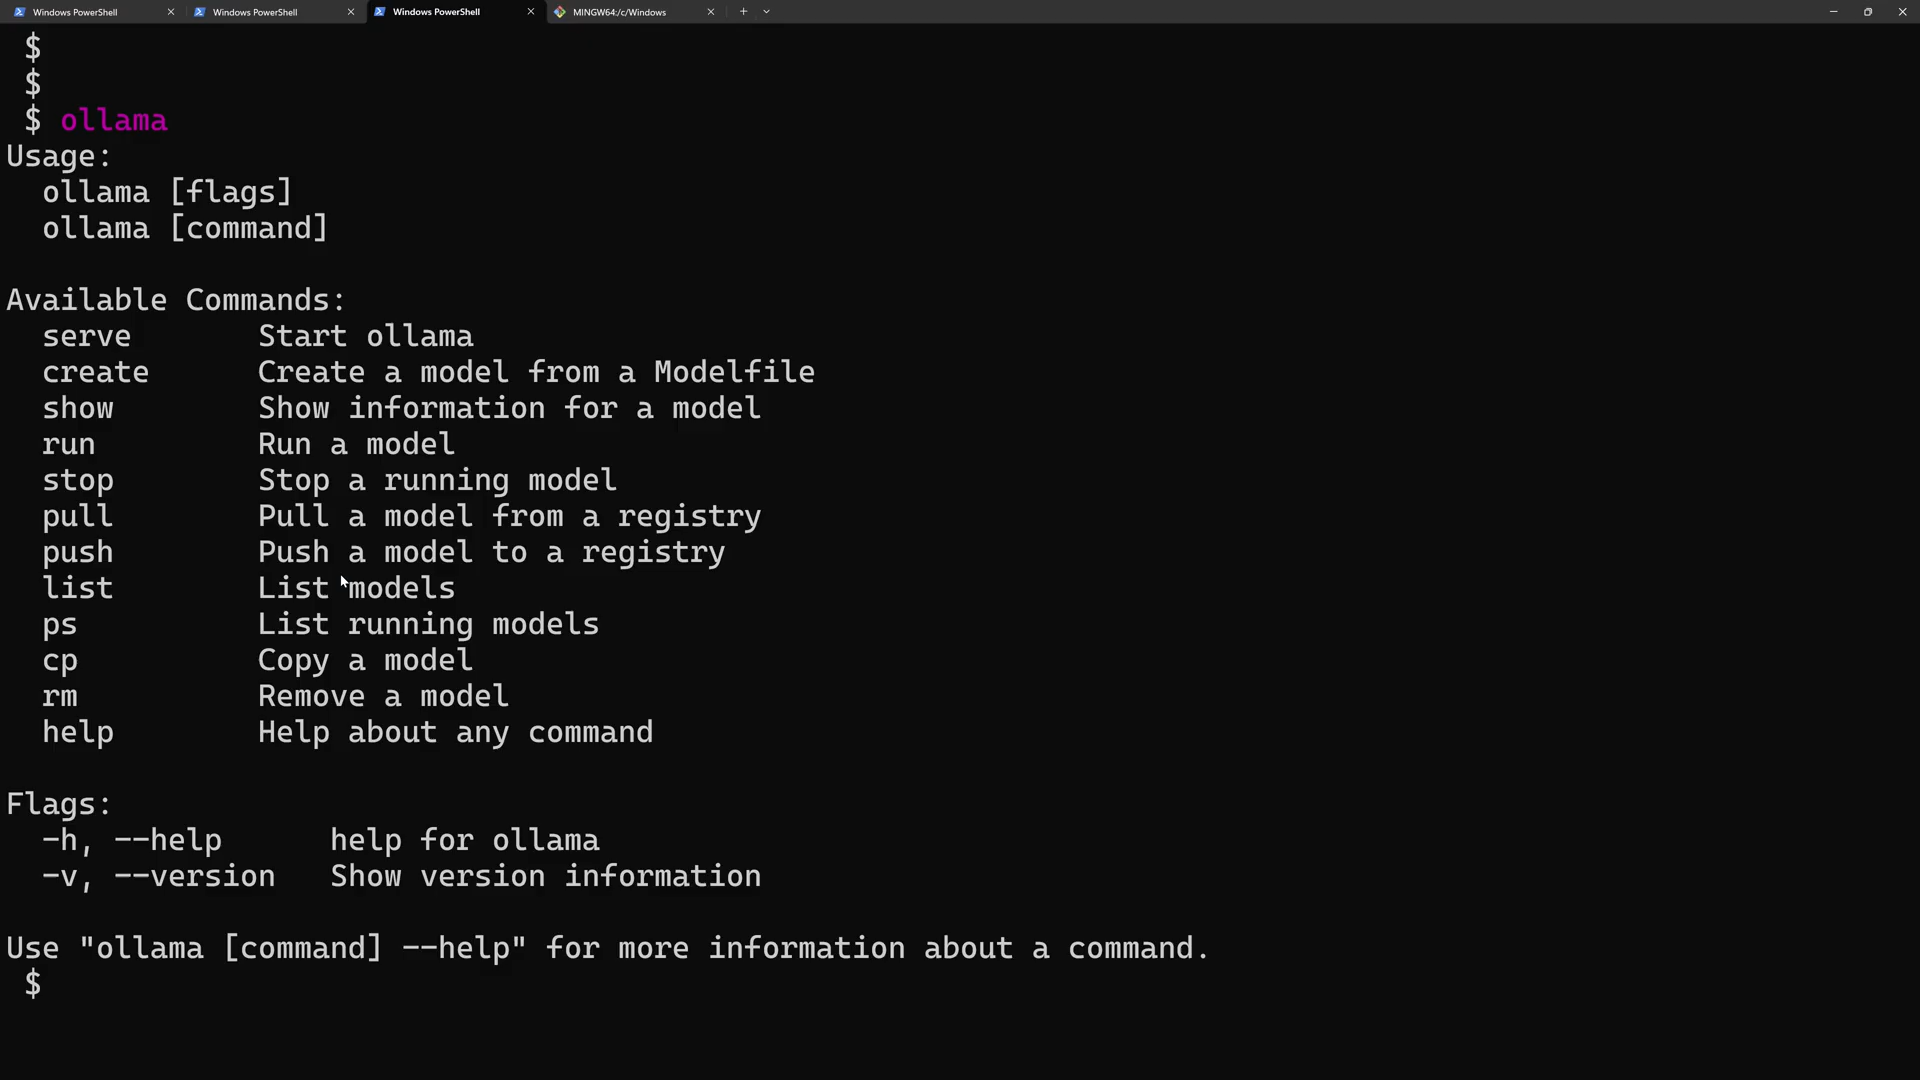 Windows PowerShell
Windows PowerShell
Windows PowerShell
MINGW64:/c/Windows
$
$
$ ollama
Usage:
  ollama [flags]
  ollama [command]

Available Commands:
  serve       Start ollama
  create      Create a model from a Modelfile
  show        Show information for a model
  run         Run a model
  stop        Stop a running model
  pull        Pull a model from a registry
  push        Push a model to a registry
  list        List models
  ps          List running models
  cp          Copy a model
  rm          Remove a model
  help        Help about any command

Flags:
  -h, --help      help for ollama
  -v, --version   Show version information

Use "ollama [command] --help" for more information about a command.
$